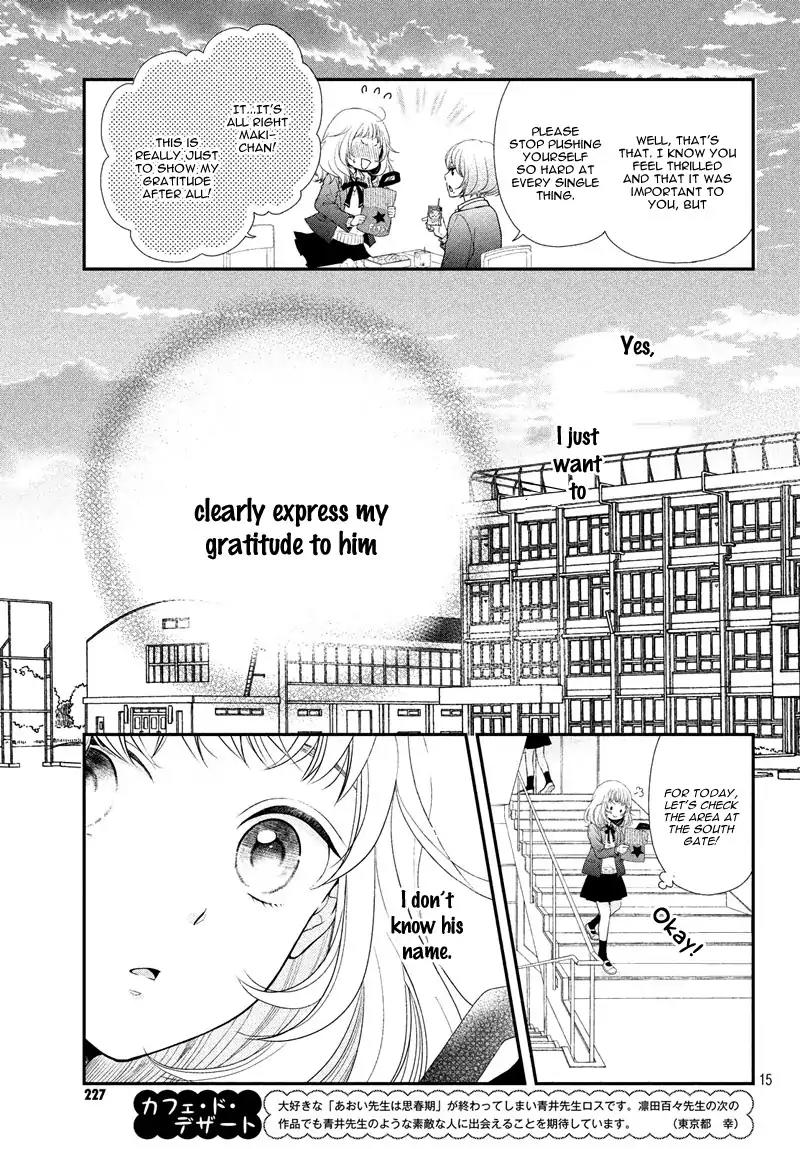 WELL, THAT'S
THAT. I KNOW YOU
FEEL THRILLED
AND THAT IT WAS
IMPORTANT TO
YOU, BUT
PLEASE
STOP PUSHING
YOURSELF
SO HARD AT
EVERY SINGLE
THING.
IT...IT'S
ALL RIGHT
MAKI-
CHAN!
THIS IS
REALLY JUST
TO SHOW MY
GRATITUDE
AFTER ALL!
Yes,
I just
want
to
clearly express my
gratitude to him
FOR TODAY,
LET'S CHECK
THE AREA AT
THE SOUTH
GATE!
Okay!
I don't
know his
name.
15
227
カフェ・ド・
デザート
大好きな「あおい先生は思春期」が終わってしまい青井先生ロスです。凛田百々先生の次の
作品でも青井先生のような素敵な人に出会えることを期待しています。 （東京都 幸）